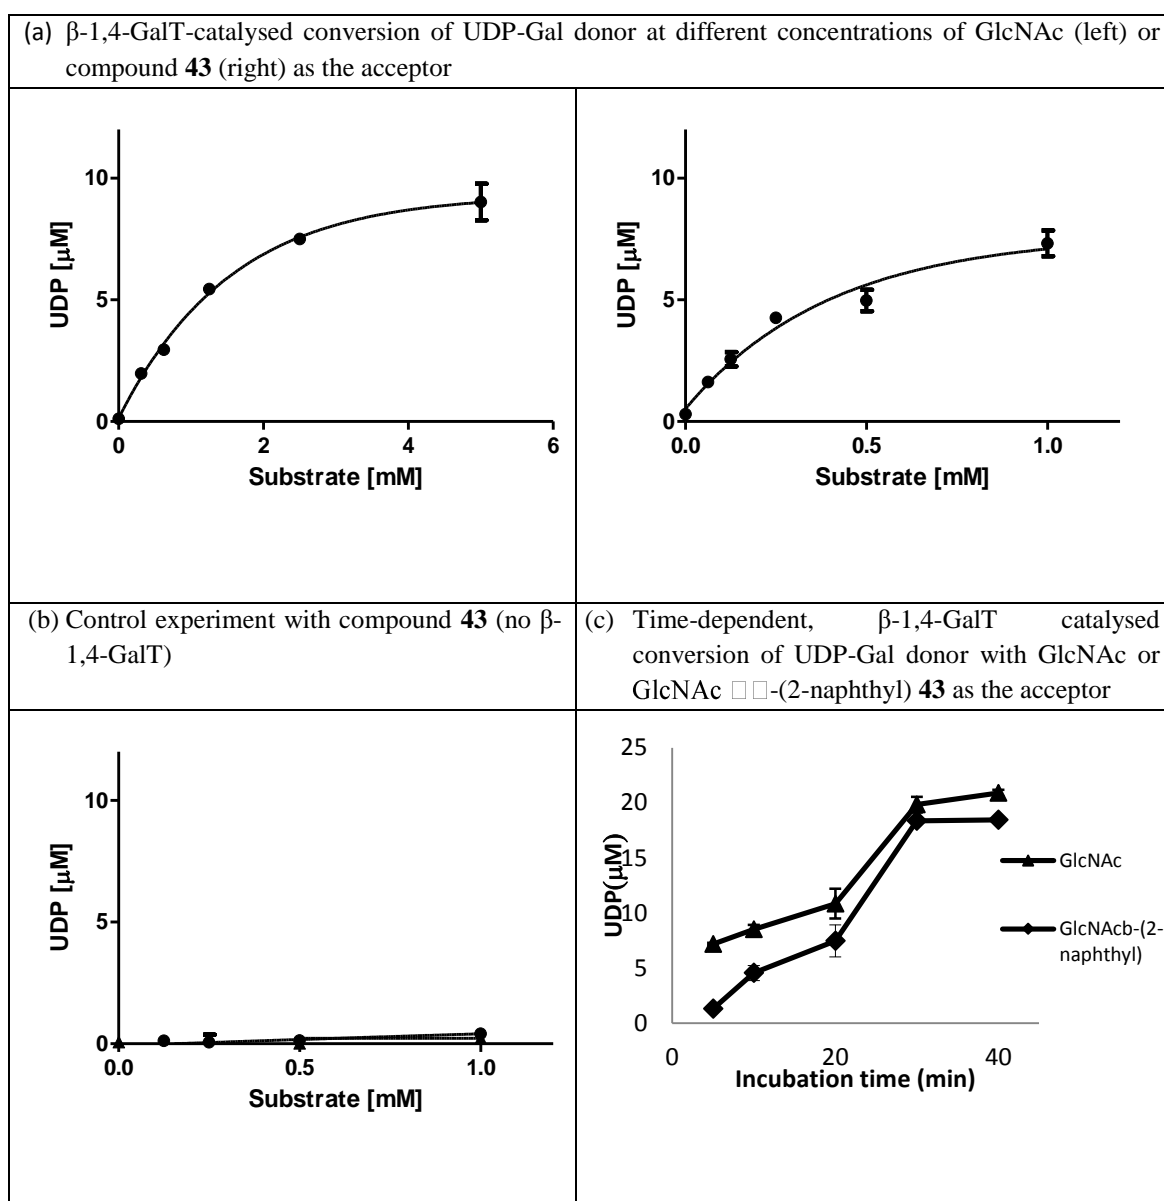 (a) β-1,4-GalT-catalysed conversion of UDP-Gal donor at different concentrations of GlcNAc (left) or
compound 43 (right) as the acceptor
10
5
0
UDP [µM]
0 2 4 6
Substrate [mM]
10
5
0
UDP [µM]
0.0 0.5 1.0
Substrate [mM]
(b) Control experiment with compound 43 (no β-
1,4-GalT)
(c) Time-dependent, β-1,4-GalT catalysed
conversion of UDP-Gal donor with GlcNAc or
GlcNAc □□-(2-naphthyl) 43 as the acceptor
10
5
0
UDP [µM]
0.0 0.5 1.0
Substrate [mM]
25
20
15
10
5
0
UDP(µM)
0 20 40
Incubation time (min)
GlcNAc
GlcNAcb-(2-
naphthyl)